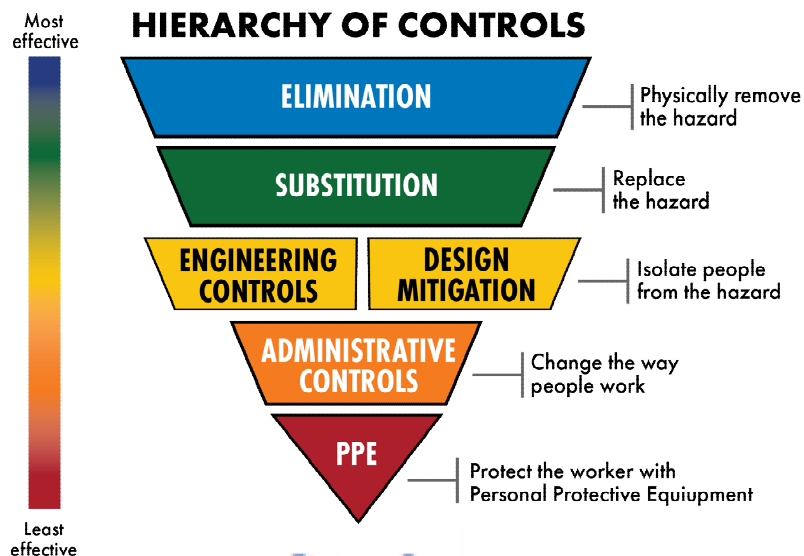 Most
effective
HIERARCHY OF CONTROLS
ELIMINATION
Physically remove
the hazard
SUBSTITUTION
Replace
the hazard
ENGINEERING
CONTROLS
DESIGN
MITIGATION
Isolate people
from the hazard
ADMINISTRATIVE
CONTROLS
Change the way
people work
PPE
Protect the worker with
Personal Protective Equiupment
Least
effective